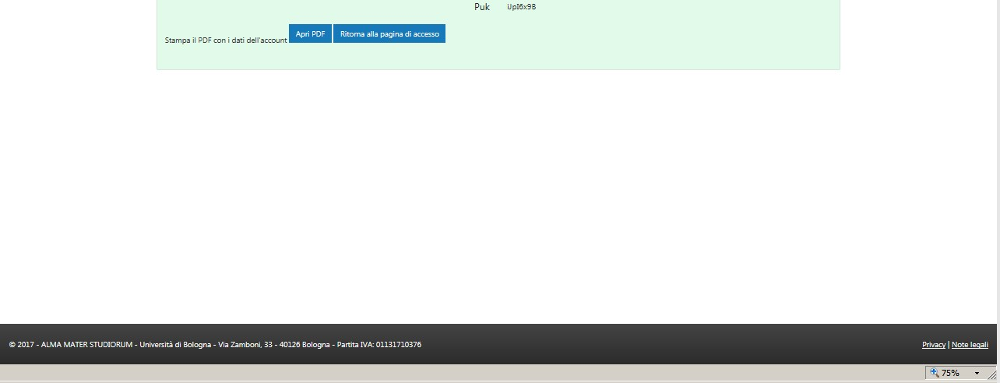 Puk iJpI6x9B
Stampa il PDF con i dati dell'account Apri PDF Ritorna alla pagina di accesso
© 2017 - ALMA MATER STUDIORUM - Università di Bologna - Via Zamboni, 33 - 40126 Bologna - Partita IVA: 01131710376 Privacy | Note legali
75%